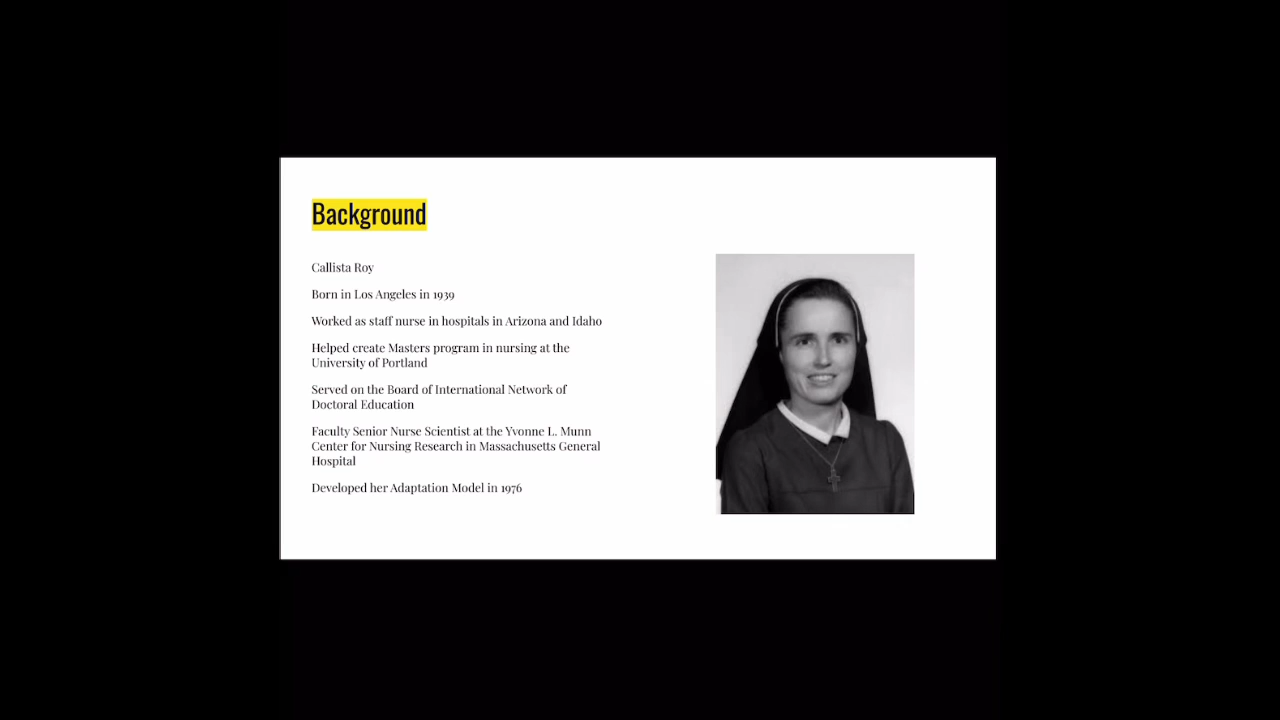 Background
Callista Roy
Born in Los Angeles in 1939
Worked as staff nurse in hospitals in Arizona and Idaho
Helped create Masters program in nursing at the
University of Portland
Served on the Board of International Network of
Doctoral Education
Faculty Senior Nurse Scientist at the Yvonne L. Munn
Center for Nursing Research in Massachusetts General
Hospital
Developed her Adaptation Model in 1976